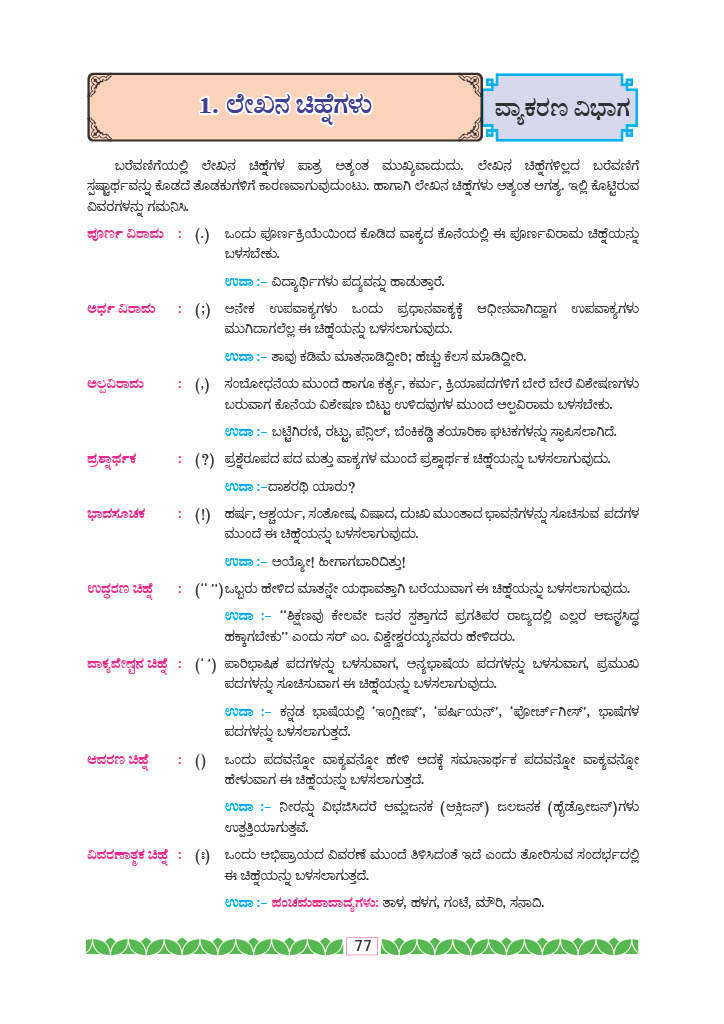 1. ಲೇಖನ ಚಿಹ್ನೆಗಳು
ವ್ಯಾಕರಣ ವಿಭಾಗ
ಬರೆವಣಿಗೆಯಲ್ಲಿ ಲೇಖನ ಚಿಹ್ನೆಗಳ ಪಾತ್ರ ಅತ್ಯಂತ ಮುಖ್ಯವಾದುದು. ಲೇಖನ ಚಿಹ್ನೆಗಳಿಲ್ಲದ ಬರೆವಣಿಗೆ
ಸ್ಪಷ್ಟಾರ್ಥವನ್ನು ಕೊಡದೆ ತೊಡಕುಗಳಿಗೆ ಕಾರಣವಾಗುವುದುಂಟು. ಹಾಗಾಗಿ ಲೇಖನ ಚಿಹ್ನೆಗಳು ಅತ್ಯಂತ ಅಗತ್ಯ. ಇಲ್ಲಿ ಕೊಟ್ಟಿರುವ
ವಿವರಗಳನ್ನು ಗಮನಿಸಿ.
ಪೂರ್ಣ ವಿರಾಮ : (.) ಒಂದು ಪೂರ್ಣಕ್ರಿಯೆಯಿಂದ ಕೊಡಿದ ವಾಕ್ಯದ ಕೊನೆಯಲ್ಲಿ ಈ ಪೂರ್ಣವಿರಾಮ ಚಿಹ್ನೆಯನ್ನು
ಬಳಸಬೇಕು.
ಉದಾ :– ವಿದ್ಯಾರ್ಥಿಗಳು ಪದ್ಯವನ್ನು ಹಾಡುತ್ತಾರೆ.
ಅರ್ಧ ವಿರಾಮ : (;) ಅನೇಕ ಉಪವಾಕ್ಯಗಳು ಒಂದು ಪ್ರಧಾನವಾಕ್ಯಕ್ಕೆ ಆಧೀನವಾಗಿದ್ದಾಗ ಉಪವಾಕ್ಯಗಳು
ಮುಗಿದಾಗಲೆಲ್ಲ ಈ ಚಿಹ್ನೆಯನ್ನು ಬಳಸಲಾಗುವುದು.
ಉದಾ :– ತಾವು ಕಡಿಮೆ ಮಾತನಾಡಿದ್ದೀರಿ; ಹೆಚ್ಚು ಕೆಲಸ ಮಾಡಿದ್ದೀರಿ.
ಅಲ್ಪವಿರಾಮ : (,) ಸಂಬೋಧನೆಯ ಮುಂದೆ ಹಾಗೂ ಕರ್ತೃ, ಕರ್ಮ, ಕ್ರಿಯಾಪದಗಳಿಗೆ ಬೇರೆ ಬೇರೆ ವಿಶೇಷಣಗಳು
ಬರುವಾಗ ಕೊನೆಯ ವಿಶೇಷಣ ಬಿಟ್ಟು ಉಳಿದವುಗಳ ಮುಂದೆ ಅಲ್ಪವಿರಾಮ ಬಳಸಬೇಕು.
ಉದಾ :– ಬಟ್ಟೆಗಿರಣಿ, ರಟ್ಟು, ಪೆನ್ಸಿಲ್, ಬೆಂಕಿಕಡ್ಡಿ ತಯಾರಿಕಾ ಘಟಕಗಳನ್ನು ಸ್ಥಾಪಿಸಲಾಗಿದೆ.
ಪ್ರಶ್ನಾರ್ಥಕ : (?) ಪ್ರಶ್ನೆರೂಪದ ಪದ ಮತ್ತು ವಾಕ್ಯಗಳ ಮುಂದೆ ಪ್ರಶ್ನಾರ್ಥಕ ಚಿಹ್ನೆಯನ್ನು ಬಳಸಲಾಗುವುದು.
ಉದಾ :–ದಾಶರಥಿ ಯಾರು?
ಭಾವಸೂಚಕ : (!) ಹರ್ಷ, ಆಶ್ಚರ್ಯ, ಸಂತೋಷ, ವಿಷಾದ, ದುಃಖ ಮುಂತಾದ ಭಾವನೆಗಳನ್ನು ಸೂಚಿಸುವ ಪದಗಳ
ಮುಂದೆ ಈ ಚಿಹ್ನೆಯನ್ನು ಬಳಸಲಾಗುವುದು.
ಉದಾ :– ಅಯ್ಯೋ! ಹೀಗಾಗಬಾರದಿತ್ತು!
ಉದ್ಧರಣ ಚಿಹ್ನೆ : (“ ”) ಒಬ್ಬರು ಹೇಳಿದ ಮಾತನ್ನೇ ಯಥಾವತ್ತಾಗಿ ಬರೆಯುವಾಗ ಈ ಚಿಹ್ನೆಯನ್ನು ಬಳಸಲಾಗುವುದು.
ಉದಾ :– “ಶಿಕ್ಷಣವು ಕೇಲವೇ ಜನರ ಸ್ವತ್ತಾಗದೆ ಪ್ರಗತಿಪರ ರಾಜ್ಯದಲ್ಲಿ ಎಲ್ಲರ ಆಜನ್ಮಸಿದ್ಧ
ಹಕ್ಕಾಗಬೇಕು” ಎಂದು ಸರ್ ಎಂ. ವಿಶ್ವೇಶ್ವರಯ್ಯನವರು ಹೇಳಿದರು.
ವಾಕ್ಯವೇಷ್ಟನ ಚಿಹ್ನೆ : (‘ ’) ಪಾರಿಭಾಷಿಕ ಪದಗಳನ್ನು ಬಳಸುವಾಗ, ಅನ್ಯಭಾಷೆಯ ಪದಗಳನ್ನು ಬಳಸುವಾಗ, ಪ್ರಮುಖ
ಪದಗಳನ್ನು ಸೂಚಿಸುವಾಗ ಈ ಚಿಹ್ನೆಯನ್ನು ಬಳಸಲಾಗುವುದು.
ಉದಾ :– ಕನ್ನಡ ಭಾಷೆಯಲ್ಲಿ ‘ಇಂಗ್ಲೀಷ್’, ‘ಪರ್ಷಿಯನ್’, ‘ಪೋರ್ಚ್‌ಗೀಸ್’, ಭಾಷೆಗಳ
ಪದಗಳನ್ನು ಬಳಸಲಾಗುತ್ತದೆ.
ಆವರಣ ಚಿಹ್ನೆ : () ಒಂದು ಪದವನ್ನೋ ವಾಕ್ಯವನ್ನೋ ಹೇಳಿ ಅದಕ್ಕೆ ಸಮಾನಾರ್ಥಕ ಪದವನ್ನೋ ವಾಕ್ಯವನ್ನೋ
ಹೇಳುವಾಗ ಈ ಚಿಹ್ನೆಯನ್ನು ಬಳಸಲಾಗುತ್ತದೆ.
ಉದಾ :– ನೀರನ್ನು ವಿಭಜಿಸಿದರೆ ಆಮ್ಲಜನಕ (ಆಕ್ಸಿಜನ್) ಜಲಜನಕ (ಹೈಡ್ರೋಜನ್)ಗಳು
ಉತ್ಪತ್ತಿಯಾಗುತ್ತವೆ.
ವಿವರಣಾತ್ಮಕ ಚಿಹ್ನೆ : (ః) ಒಂದು ಅಭಿಪ್ರಾಯದ ವಿವರಣೆ ಮುಂದೆ ತಿಳಿಸಿದಂತೆ ಇದೆ ಎಂದು ತೋರಿಸುವ ಸಂದರ್ಭದಲ್ಲಿ
ಈ ಚಿಹ್ನೆಯನ್ನು ಬಳಸಲಾಗುತ್ತದೆ.
ಉದಾ :– ಪಂಚಮಹಾವಾದ್ಯಗಳು: ತಾಳ, ಹಳಗ, ಗಂಟೆ, ಮೌರಿ, ಸನಾದಿ.
77